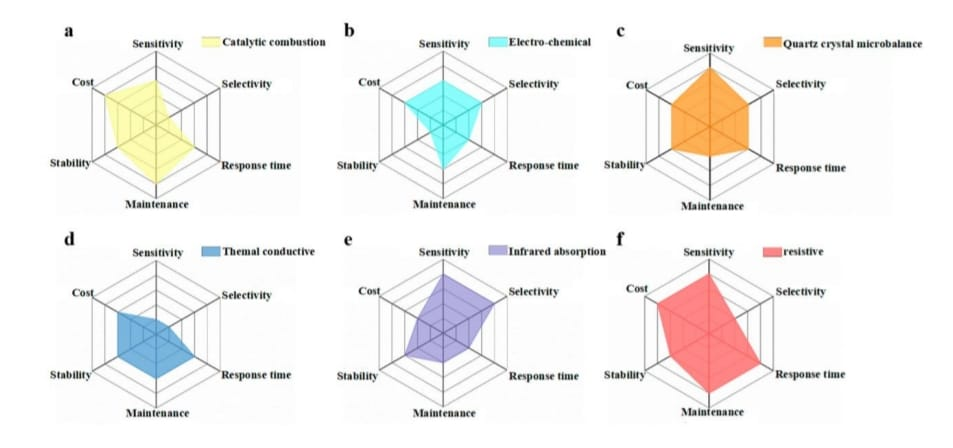 a
Sensitivity
Catalytic combustion
Cost
Selectivity
Stability
Response time
Maintenance
b
Sensitivity
Electro-chemical
Cost
Selectivity
Stability
Response time
Maintenance
c
Sensitivity
Quartz crystal microbalance
Cost
Selectivity
Stability
Response time
Maintenance
d
Sensitivity
Themal conductive
Cost
Selectivity
Stability
Response time
Maintenance
e
Sensitivity
Infrared absorption
Cost
Selectivity
Stability
Response time
Maintenance
f
Sensitivity
resistive
Cost
Selectivity
Stability
Response time
Maintenance